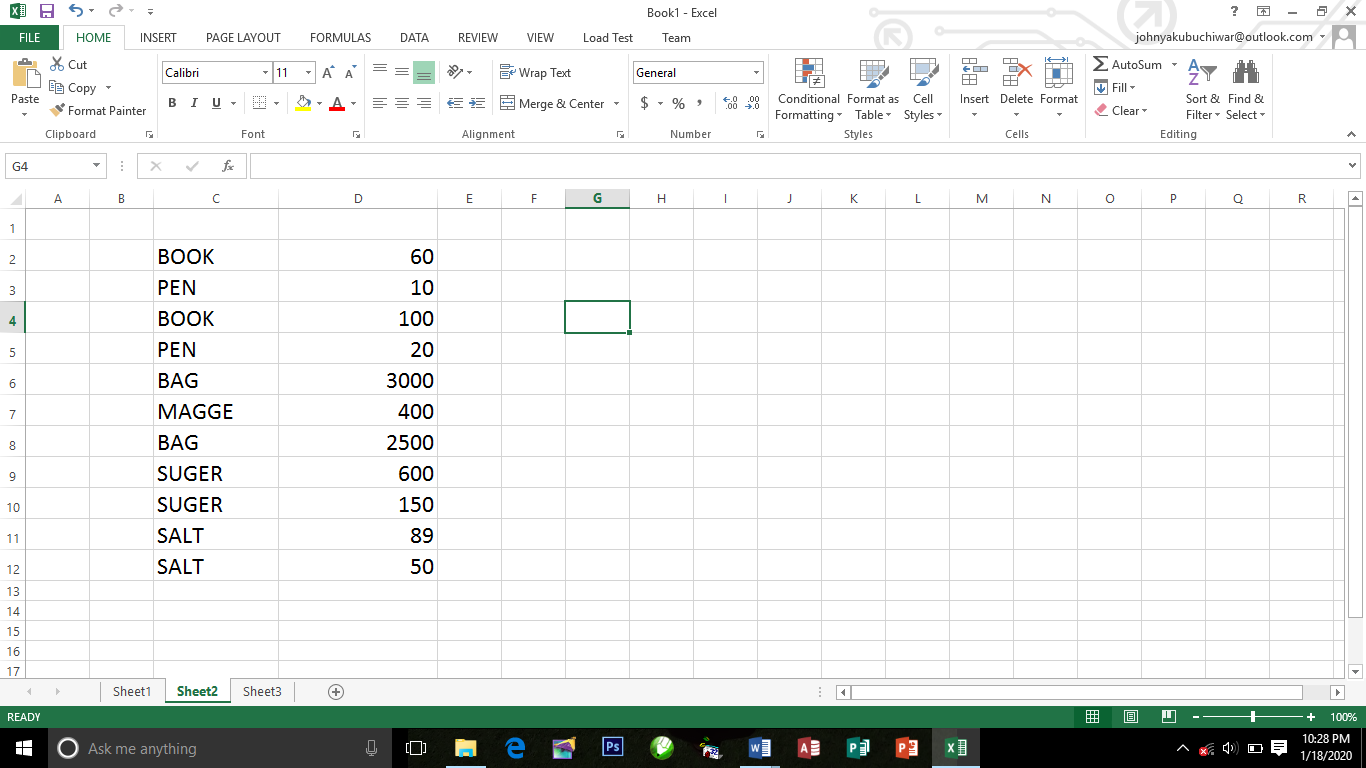 Book1 - Excel
FILE HOME INSERT PAGE LAYOUT FORMULAS DATA REVIEW VIEW Load Test Team johnyakubuchiwar@outlook.com
Paste Cut Copy Format Painter Clipboard
Calibri 11 B I U A Font
Wrap Text Merge & Center Alignment
General $ % , Number
Conditional Formatting Format as Table Cell Styles Styles
Insert Delete Format Cells
AutoSum Fill Clear Sort & Filter Find & Select Editing
G4 fx
A B C D E F G H I J K L M N O P Q R
1
2 BOOK 60
3 PEN 10
4 BOOK 100
5 PEN 20
6 BAG 3000
7 MAGGE 400
8 BAG 2500
9 SUGER 600
10 SUGER 150
11 SALT 89
12 SALT 50
13
14
15
16
17
Sheet1 Sheet2 Sheet3
READY 100%
Ask me anything 10:28 PM
1/18/2020